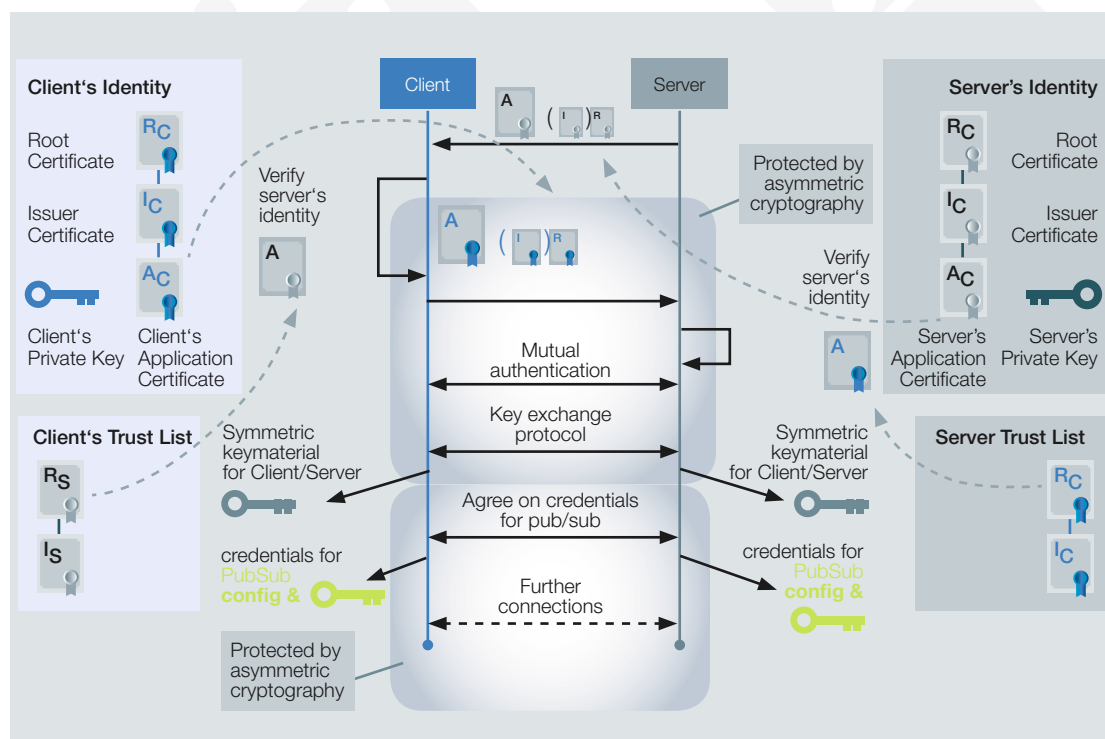 Client‘s Identity
Root
Certificate
Issuer
Certificate
RC
IC
AC
Client‘s
Private Key
Client‘s
Application
Certificate
Client‘s Trust List
RS
IS
Verify
server‘s
identity
A
Client
Server
A
( I ) R
A
( I ) R
Protected by
asymmetric
cryptography
Mutual
authentication
Key exchange
protocol
Symmetric
keymaterial
for Client/Server
Symmetric
keymaterial
for Client/Server
Agree on credentials
for pub/sub
credentials for
PubSub
config &
credentials for
PubSub
config &
Further
connections
Protected by
asymmetric
cryptography
Verify
server‘s
identity
A
Server’s Identity
RC
IC
AC
Root
Certificate
Issuer
Certificate
Server’s
Application
Certificate
Server’s
Private Key
Server Trust List
RC
IC